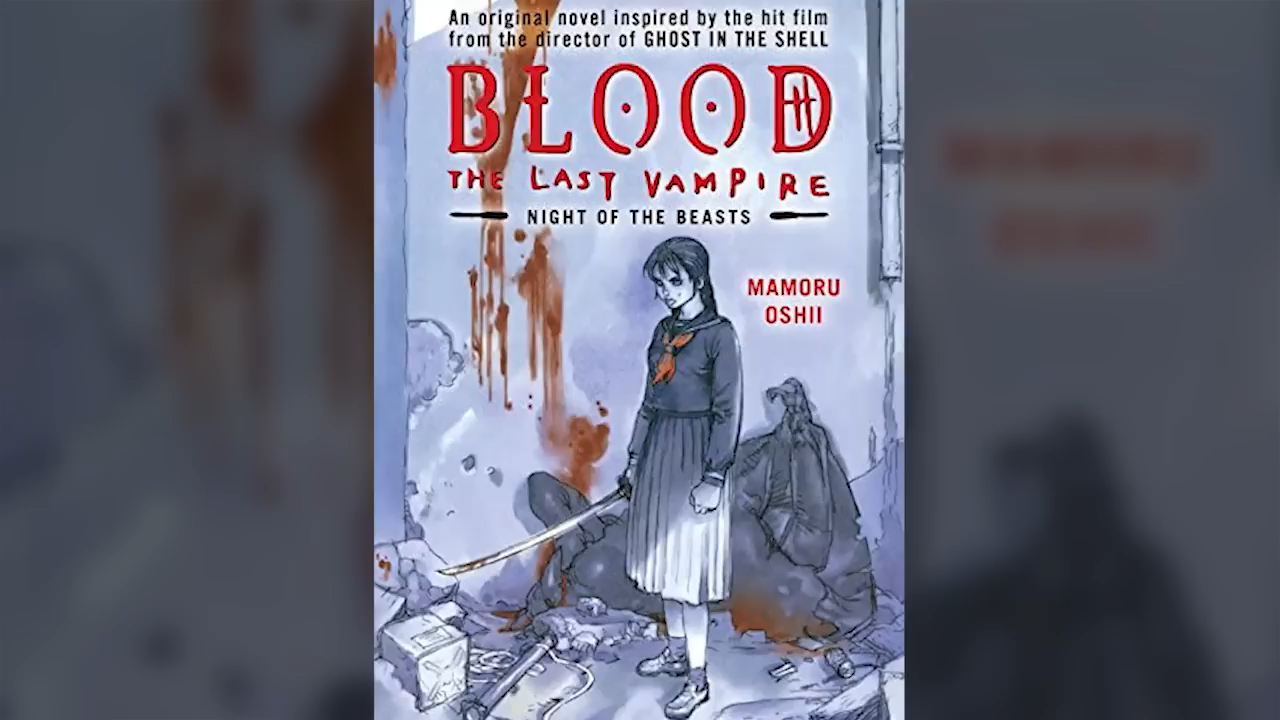 An original novel inspired by the hit film
from the director of GHOST IN THE SHELL
BLOOD
THE LAST VAMPIRE
NIGHT OF THE BEASTS
MAMORU
OSHII